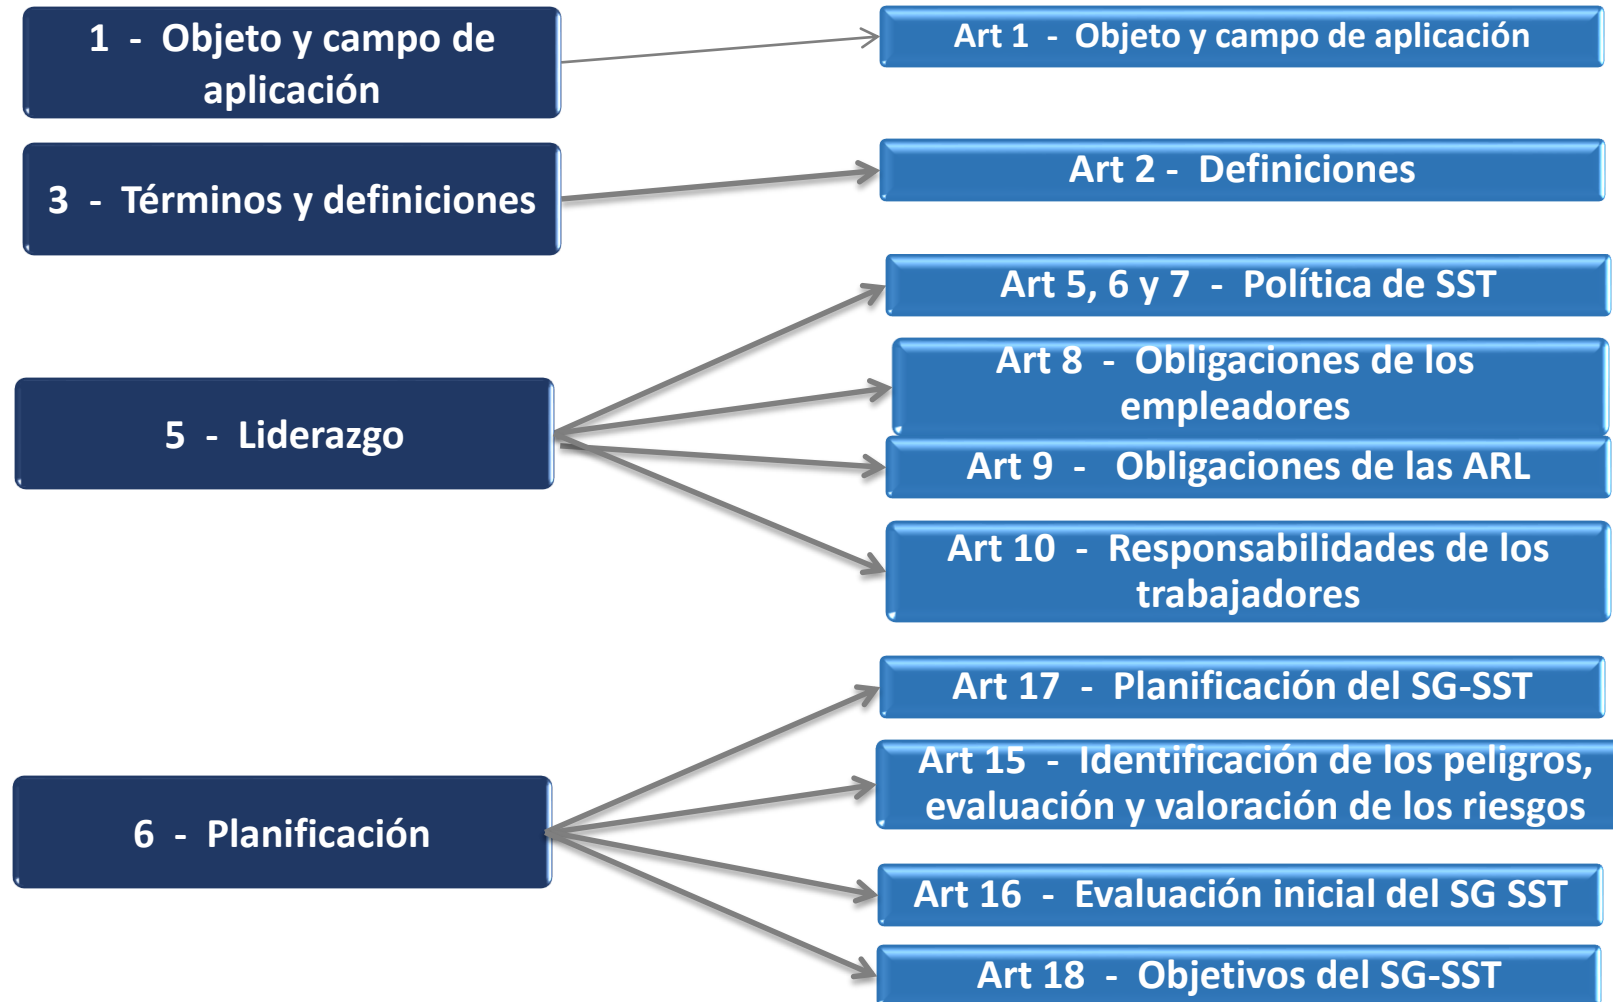 1 - Objeto y campo de
aplicación
Art 1 - Objeto y campo de aplicación
3 - Términos y definiciones
Art 2 - Definiciones
5 - Liderazgo
Art 5, 6 y 7 - Política de SST
Art 8 - Obligaciones de los
empleadores
Art 9 - Obligaciones de las ARL
Art 10 - Responsabilidades de los
trabajadores
6 - Planificación
Art 17 - Planificación del SG-SST
Art 15 - Identificación de los peligros,
evaluación y valoración de los riesgos
Art 16 - Evaluación inicial del SG SST
Art 18 - Objetivos del SG-SST